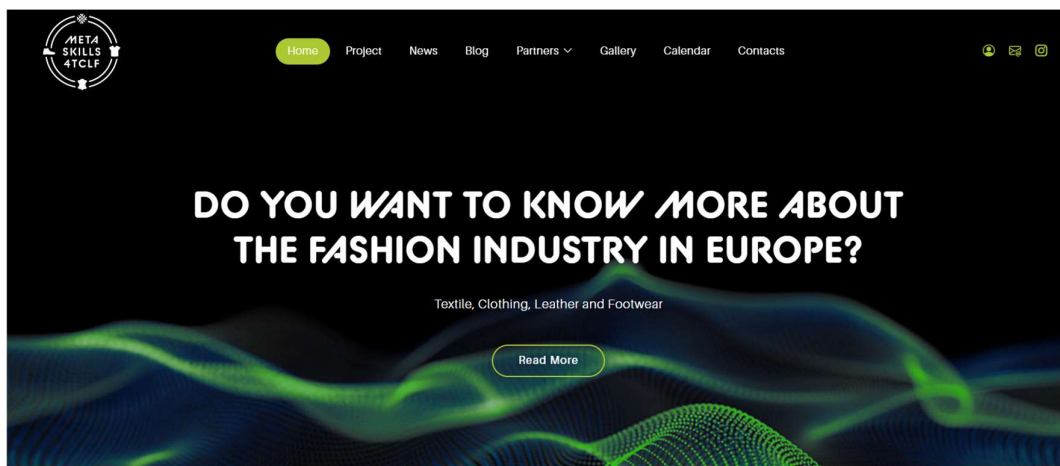 META
SKILLS
4TCLF
Home Project News Blog Partners Gallery Calendar Contacts
DO YOU WANT TO KNOW MORE ABOUT
THE FASHION INDUSTRY IN EUROPE?
Textile, Clothing, Leather and Footwear
Read More